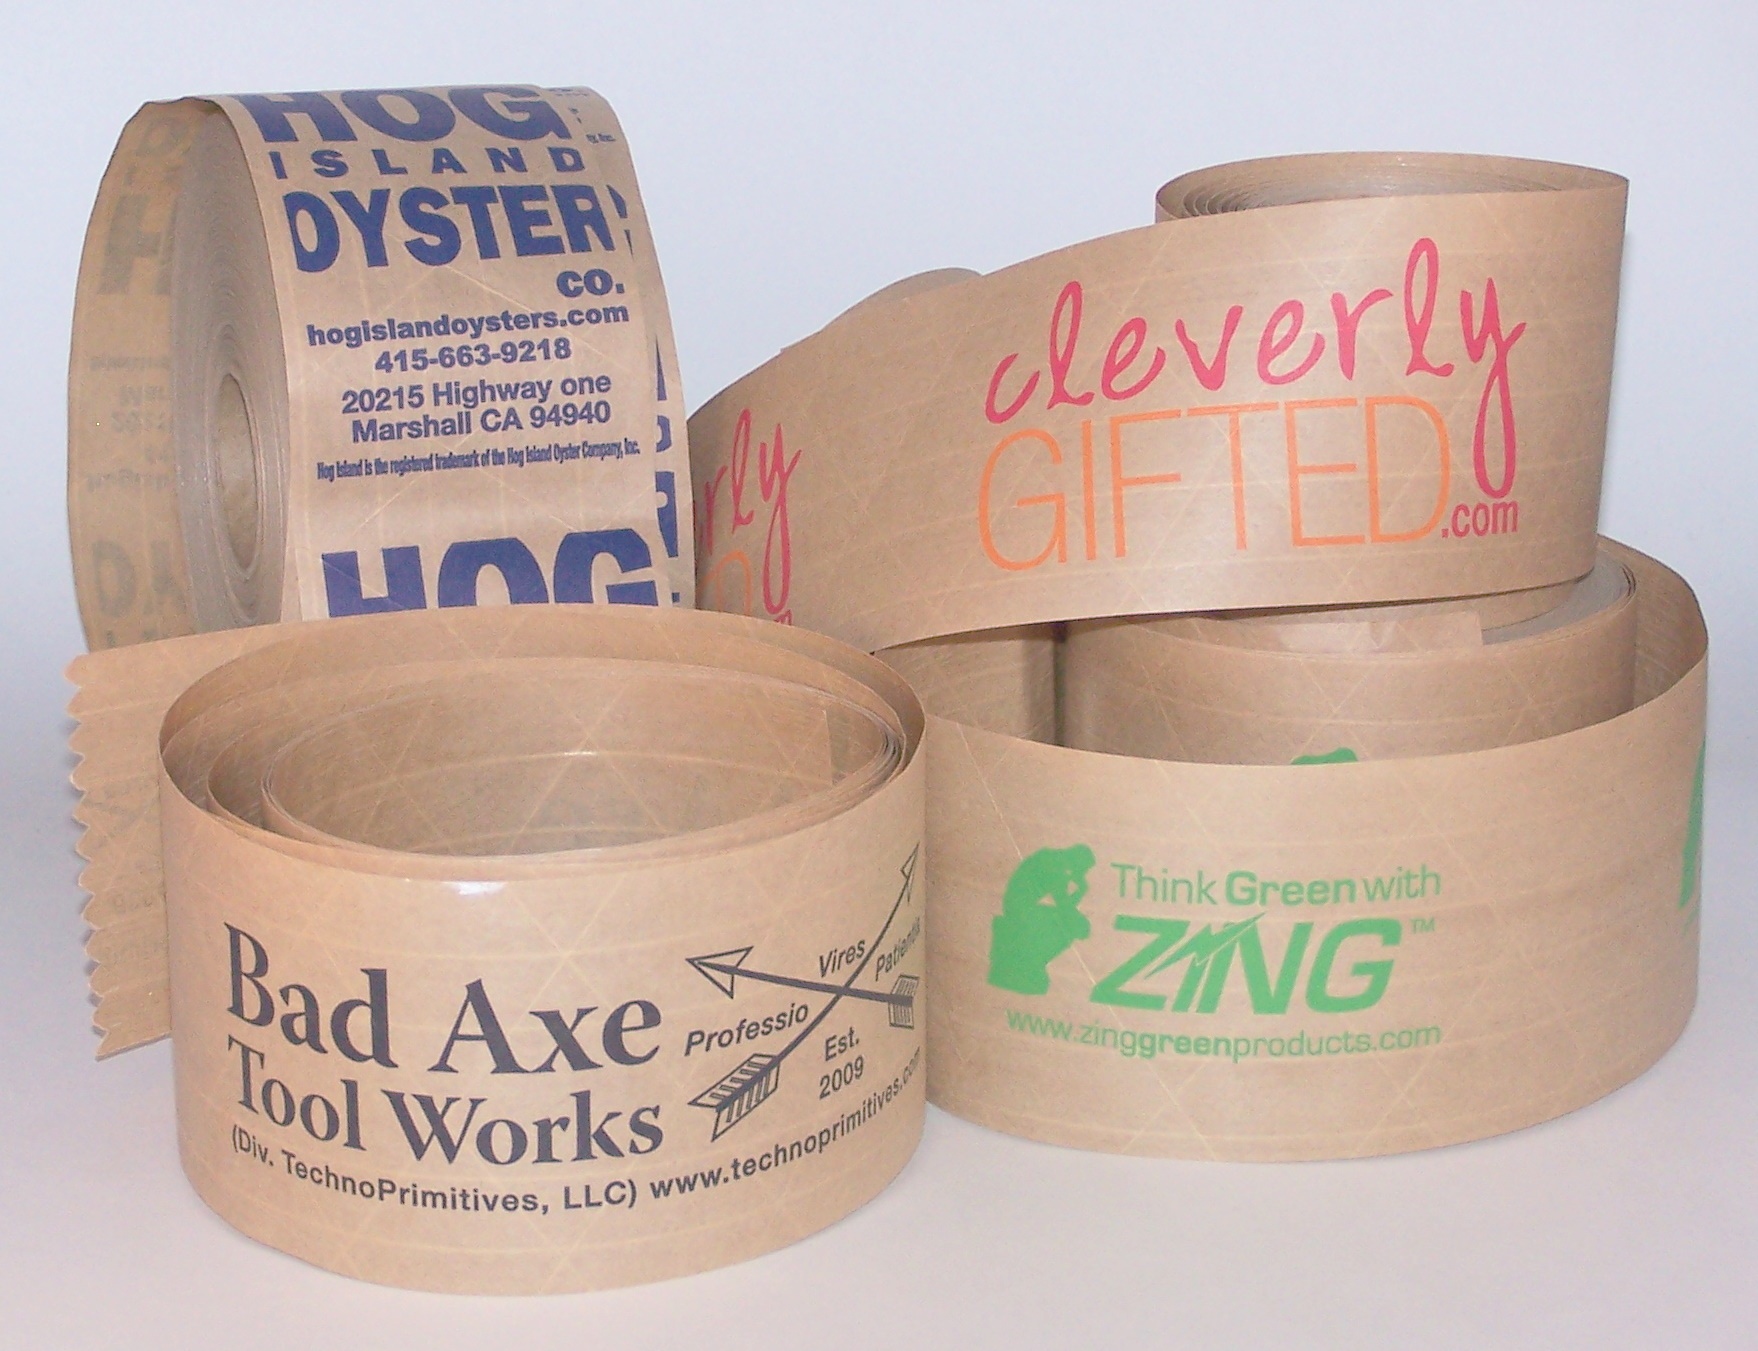 HOG
ISLAND
OYSTER
CO.
hogislandoysters.com
415-663-9218
20215 Highway one
Marshall CA 94940
Hog Island is the registered trademark of the Hog Island Oyster Company, Inc.
HOG
cleverly
GIFTED.com
rly
Bad Axe
Tool Works
(Div. TechnoPrimitives, LLC) www.technoprimitives.com
Professio
Vires
Patientia
Est.
2009
Think Green with
ZING™
www.zinggreenproducts.com